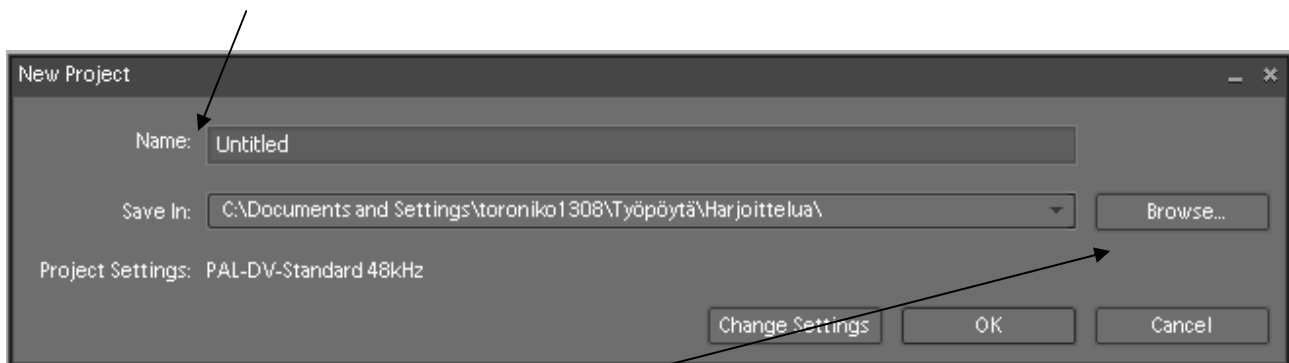 New Project
Name: Untitled
Save In: C:\Documents and Settings\toroniko1308\Työpöytä\Harjoittelua\ Browse...
Project Settings: PAL-DV-Standard 48kHz
Change Settings OK Cancel